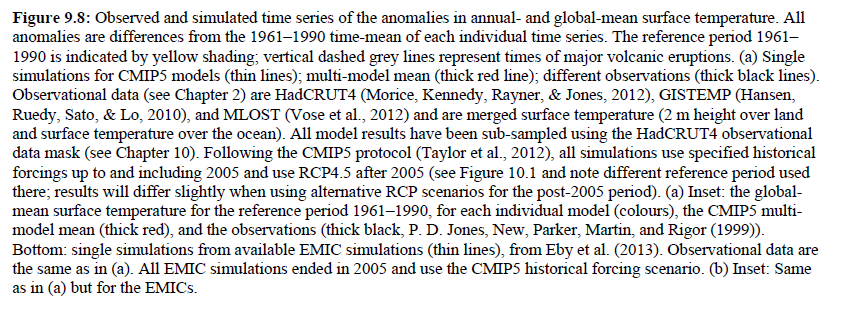 Figure 9.8: Observed and simulated time series of the anomalies in annual- and global-mean surface temperature. All
anomalies are differences from the 1961–1990 time-mean of each individual time series. The reference period 1961–
1990 is indicated by yellow shading; vertical dashed grey lines represent times of major volcanic eruptions. (a) Single
simulations for CMIP5 models (thin lines); multi-model mean (thick red line); different observations (thick black lines).
Observational data (see Chapter 2) are HadCRUT4 (Morice, Kennedy, Rayner, & Jones, 2012), GISTEMP (Hansen,
Ruedy, Sato, & Lo, 2010), and MLOST (Vose et al., 2012) and are merged surface temperature (2 m height over land
and surface temperature over the ocean). All model results have been sub-sampled using the HadCRUT4 observational
data mask (see Chapter 10). Following the CMIP5 protocol (Taylor et al., 2012), all simulations use specified historical
forcings up to and including 2005 and use RCP4.5 after 2005 (see Figure 10.1 and note different reference period used
there; results will differ slightly when using alternative RCP scenarios for the post-2005 period). (a) Inset: the global-
mean surface temperature for the reference period 1961–1990, for each individual model (colours), the CMIP5 multi-
model mean (thick red), and the observations (thick black, P. D. Jones, New, Parker, Martin, and Rigor (1999)).
Bottom: single simulations from available EMIC simulations (thin lines), from Eby et al. (2013). Observational data are
the same as in (a). All EMIC simulations ended in 2005 and use the CMIP5 historical forcing scenario. (b) Inset: Same
as in (a) but for the EMICs.